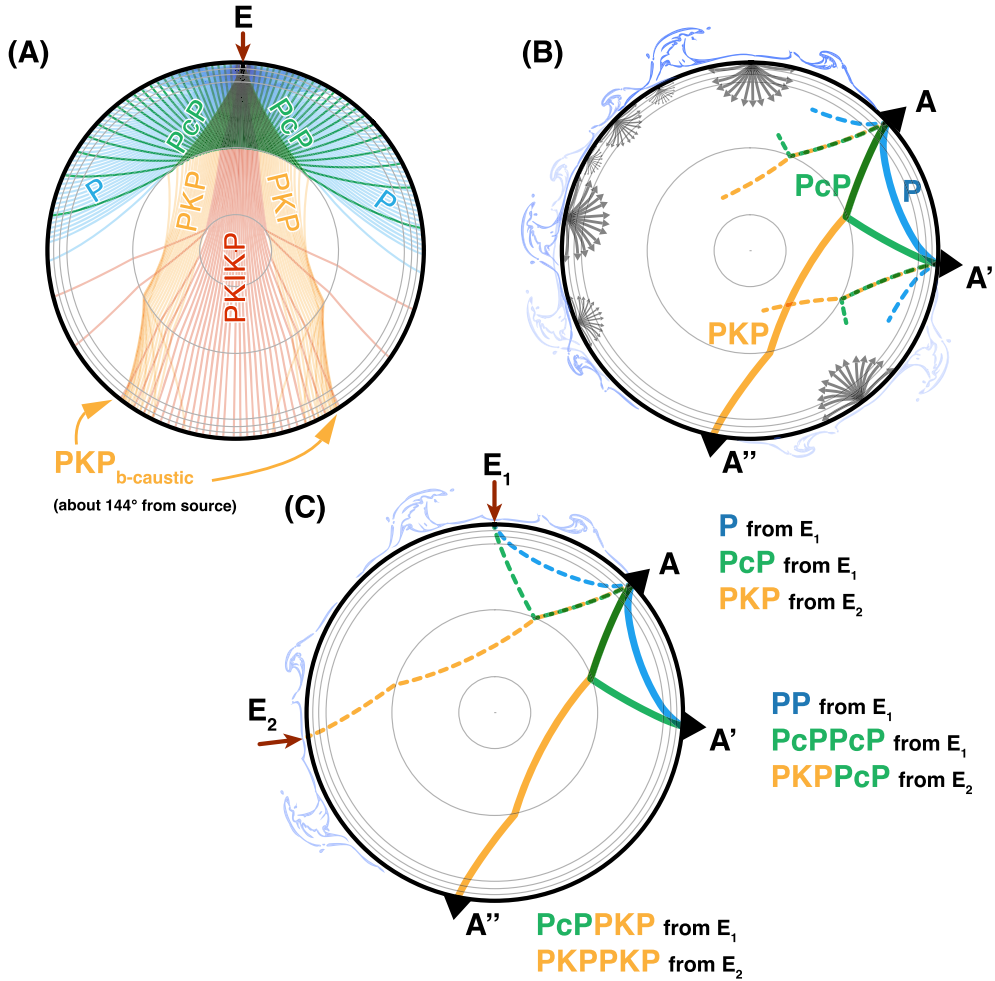 (A)
E
PcP
PcP
P
P
PKP
PKP
PKIKP
PKP b-caustic
(about 144° from source)
(B)
A
PcP
P
A'
PKP
A''
(C)
E1
A
E2
A'
A''
P from E1
PcP from E1
PKP from E2
PP from E1
PcPPcP from E1
PKPPcP from E2
PcPPKP from E1
PKPPKP from E2